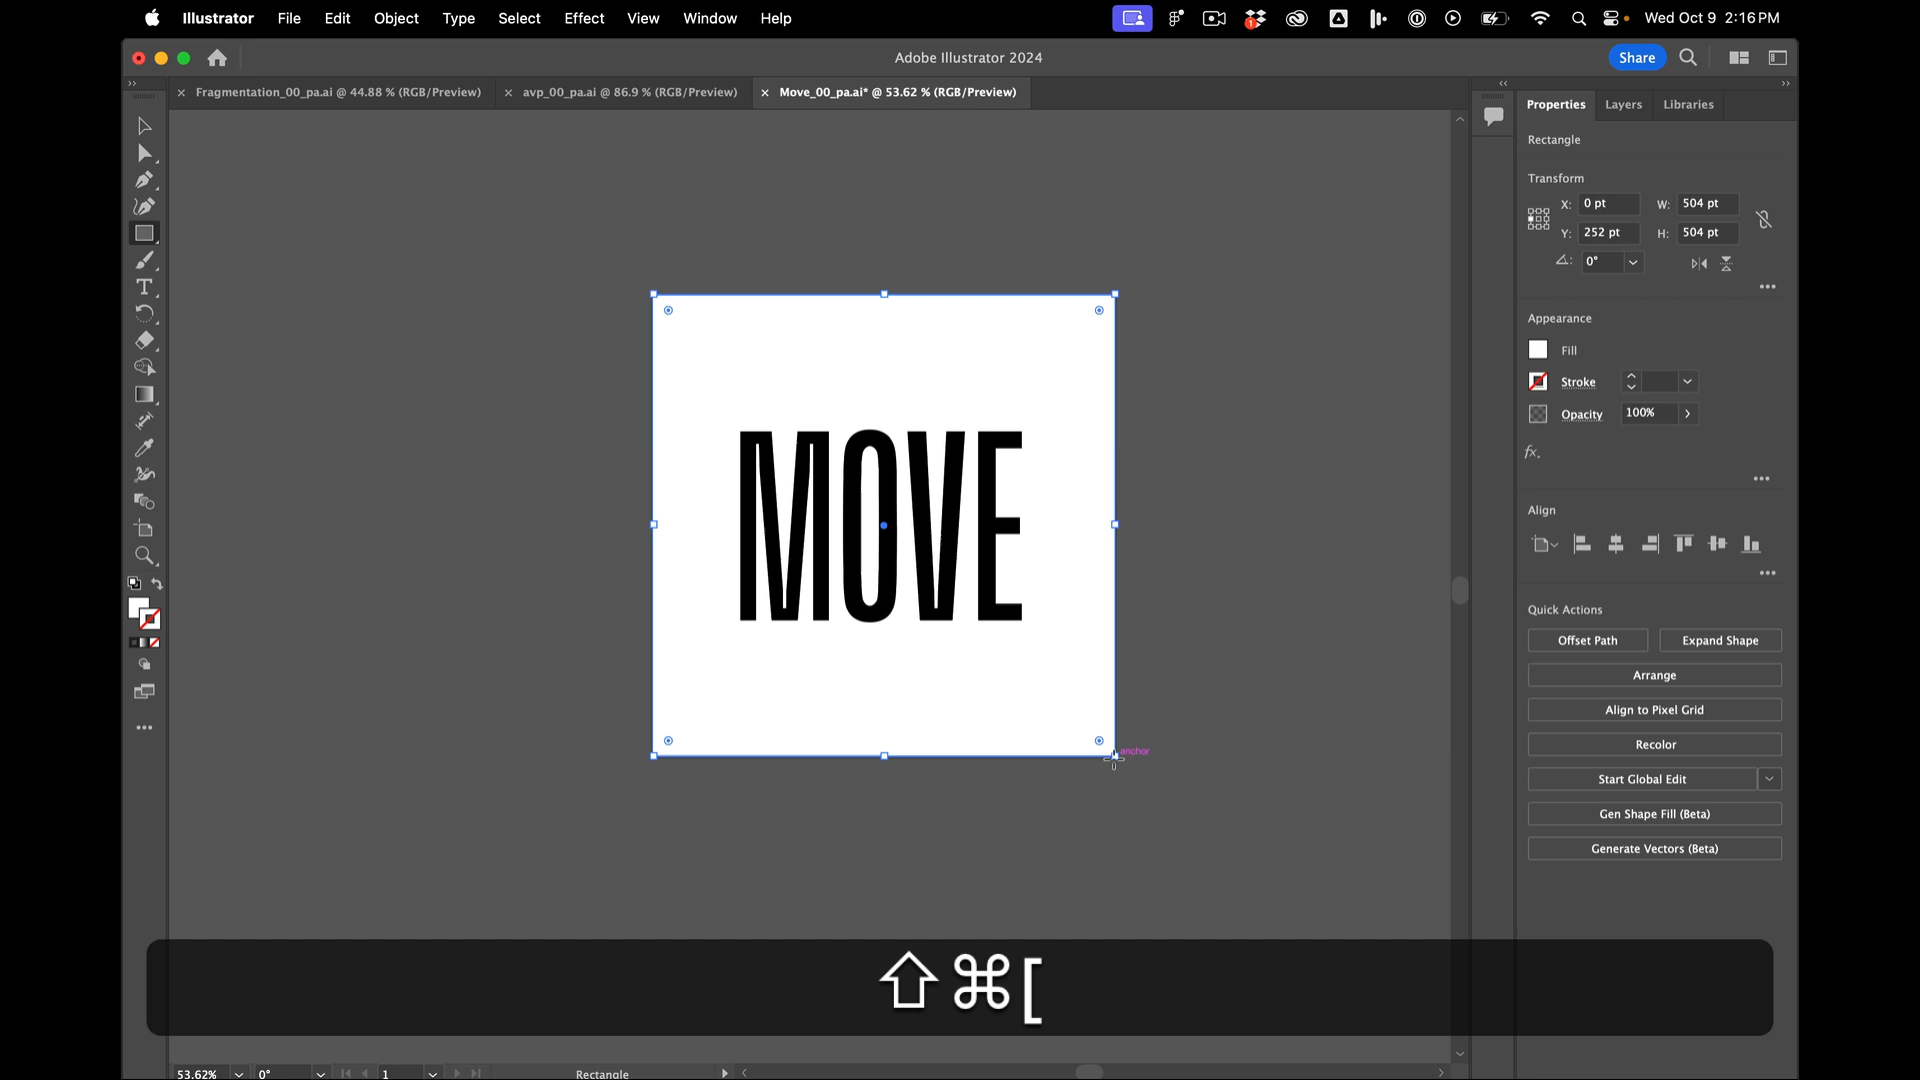 Illustrator File Edit Object Type Select Effect View Window Help
1
Wed Oct 9 2:16 PM
Adobe Illustrator 2024
Share
Fragmentation_00_pa.ai @ 44.88 % (RGB/Preview)
avp_00_pa.ai @ 86.9 % (RGB/Preview)
Move_00_pa.ai* @ 53.62 % (RGB/Preview)
Properties Layers Libraries
Rectangle
Transform
X: 0 pt W: 504 pt
Y: 252 pt H: 504 pt
0°
Appearance
Fill
Stroke
Opacity 100%
fx.
Align
Quick Actions
Offset Path Expand Shape
Arrange
Align to Pixel Grid
Recolor
Start Global Edit
Gen Shape Fill (Beta)
Generate Vectors (Beta)
MOVE
anchor
⇧⌘[
53.62% 0° 1 Rectangle